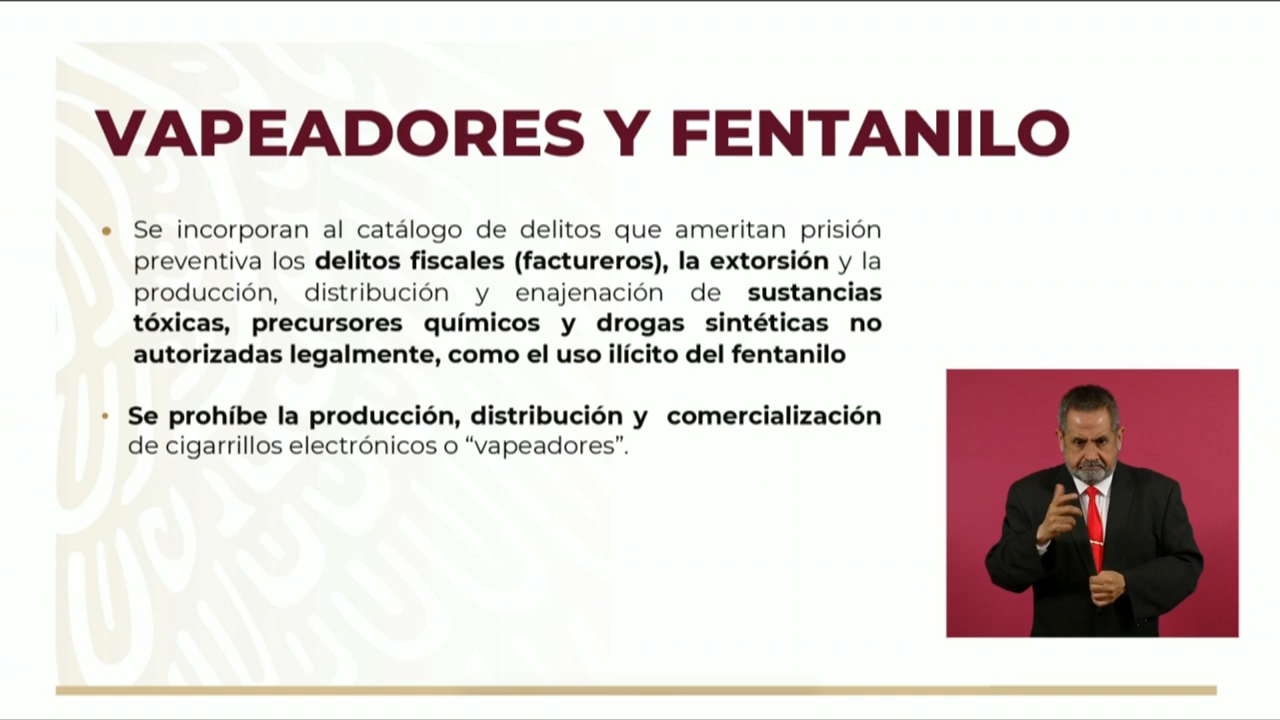 VAPEADORES Y FENTANILO
Se incorporan al catálogo de delitos que ameritan prisión
preventiva los delitos fiscales (factureros), la extorsión y la
producción, distribución y enajenación de sustancias
tóxicas, precursores químicos y drogas sintéticas no
autorizadas legalmente, como el uso ilícito del fentanilo
Se prohíbe la producción, distribución y comercialización
de cigarrillos electrónicos o “vapeadores”.